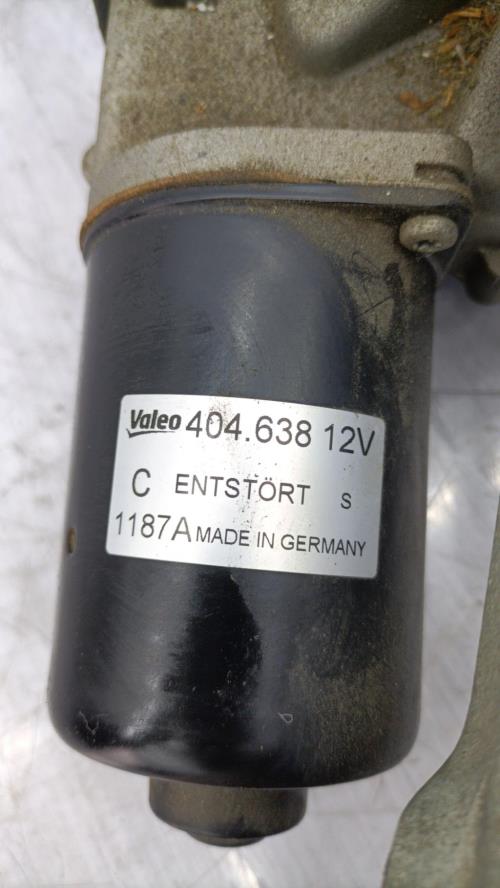 Valeo 404.638 12V
C ENTSTÖRT S
1187A MADE IN GERMANY